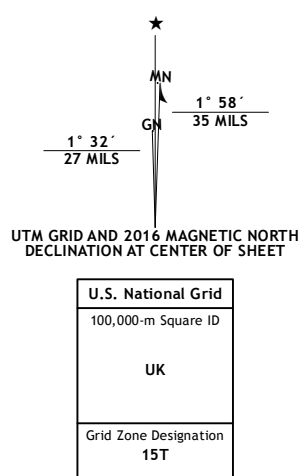 MN
1° 58´
35 MILS
GN
1° 32´
27 MILS
UTM GRID AND 2016 MAGNETIC NORTH
DECLINATION AT CENTER OF SHEET
U.S. National Grid
100,000-m Square ID
UK
Grid Zone Designation
15T